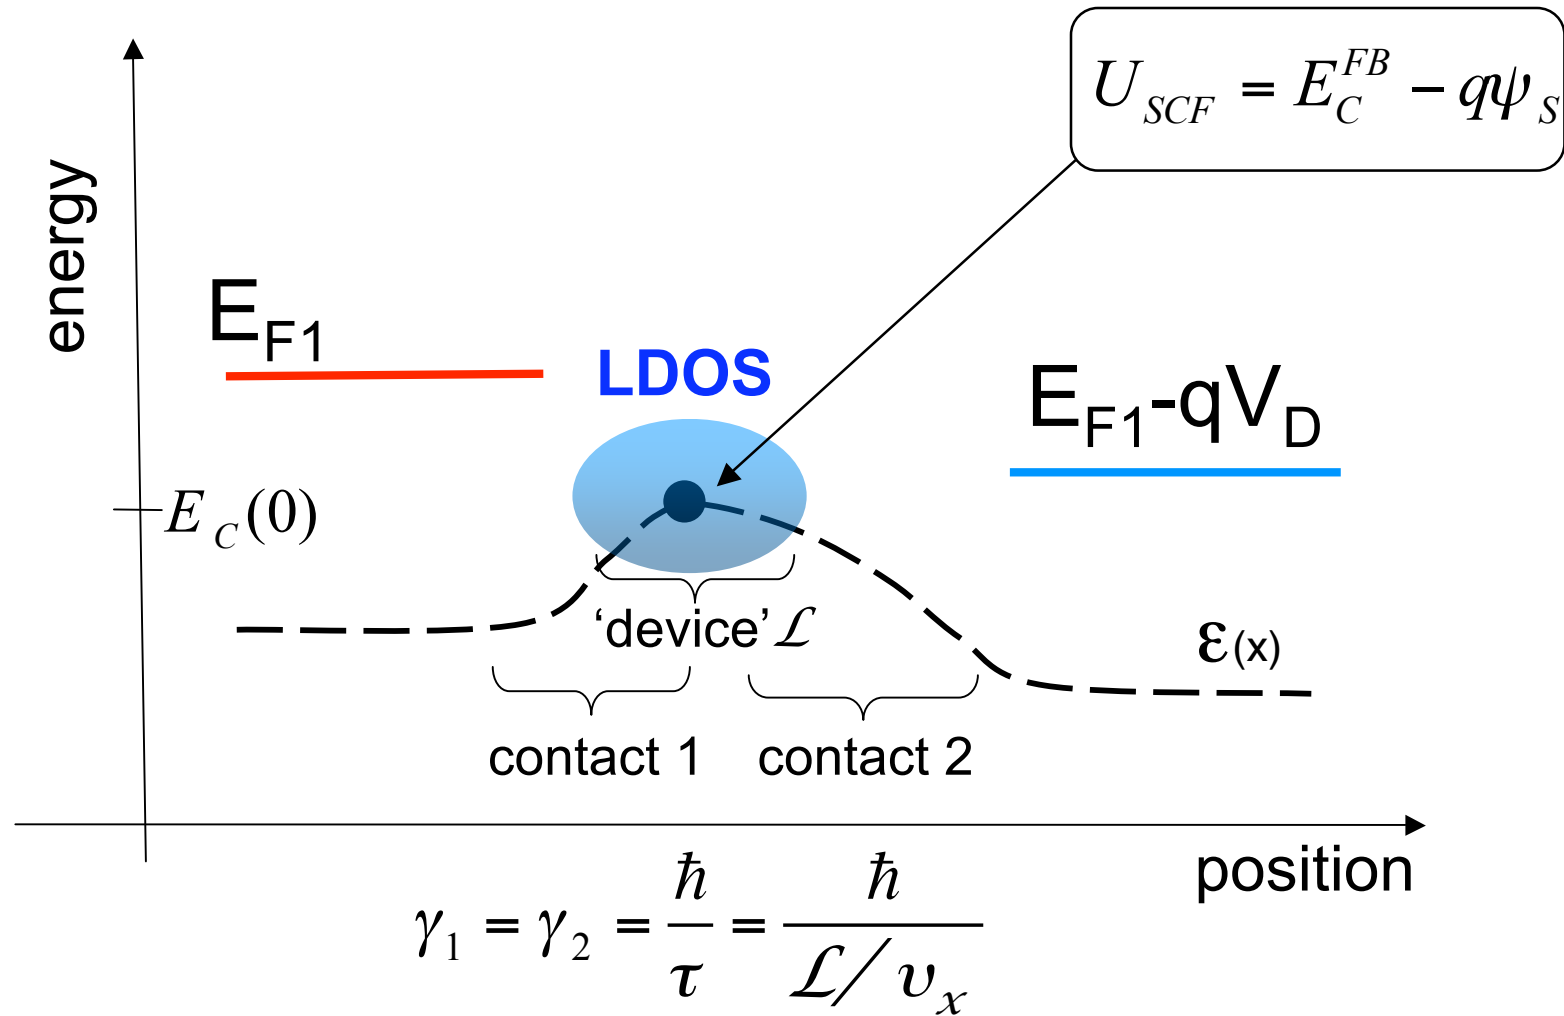 U_SCF = E_C^FB − qψ_S
energy
E_F1
LDOS
E_F1-qV_D
E_C(0)
‘device’ ℒ
ε(x)
contact 1 contact 2
position
γ_1 = γ_2 = ℏ/τ = ℏ/(ℒ/υ_x)